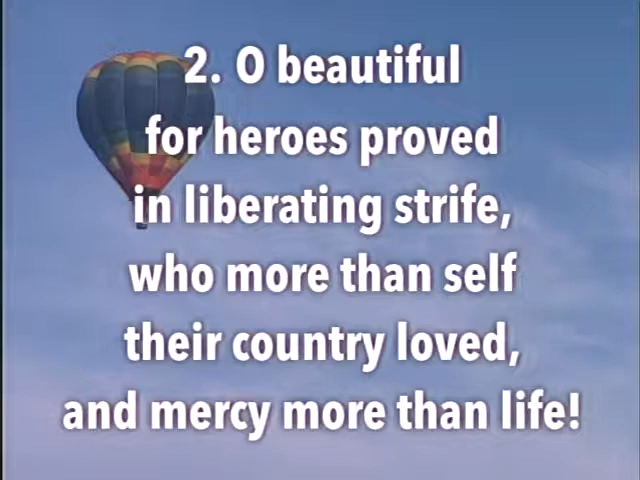 2. O beautiful
for heroes proved
in liberating strife,
who more than self
their country loved,
and mercy more than life!